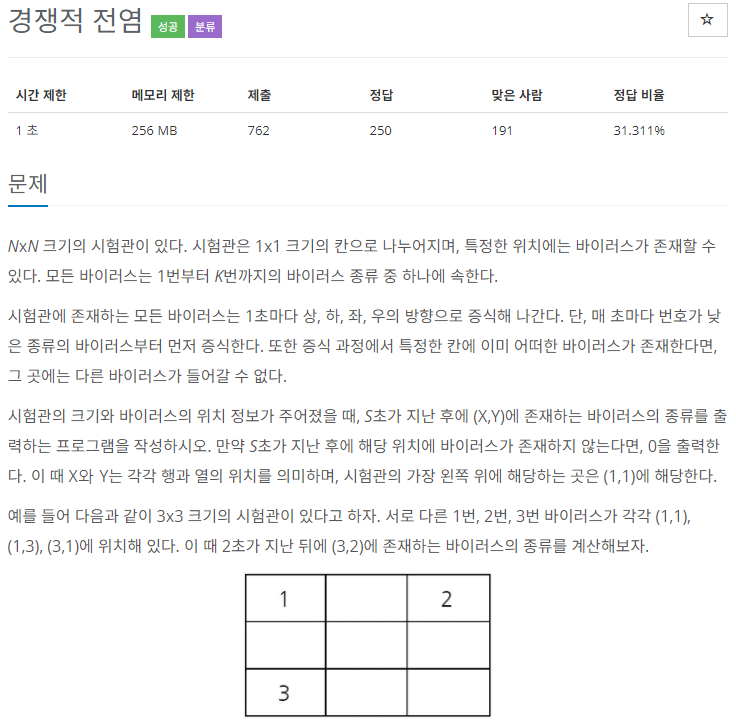 경쟁적 전염 성공 분류
☆
시간 제한 메모리 제한 제출 정답 맞은 사람 정답 비율
1 초 256 MB 762 250 191 31.311%
문제
NxN 크기의 시험관이 있다. 시험관은 1x1 크기의 칸으로 나누어지며, 특정한 위치에는 바이러스가 존재할 수
있다. 모든 바이러스는 1번부터 K번까지의 바이러스 종류 중 하나에 속한다.
시험관에 존재하는 모든 바이러스는 1초마다 상, 하, 좌, 우의 방향으로 증식해 나간다. 단, 매 초마다 번호가 낮
은 종류의 바이러스부터 먼저 증식한다. 또한 증식 과정에서 특정한 칸에 이미 어떠한 바이러스가 존재한다면,
그 곳에는 다른 바이러스가 들어갈 수 없다.
시험관의 크기와 바이러스의 위치 정보가 주어졌을 때, S초가 지난 후에 (X,Y)에 존재하는 바이러스의 종류를 출
력하는 프로그램을 작성하시오. 만약 S초가 지난 후에 해당 위치에 바이러스가 존재하지 않는다면, 0을 출력한
다. 이 때 X와 Y는 각각 행과 열의 위치를 의미하며, 시험관의 가장 왼쪽 위에 해당하는 곳은 (1,1)에 해당한다.
예를 들어 다음과 같이 3x3 크기의 시험관이 있다고 하자. 서로 다른 1번, 2번, 3번 바이러스가 각각 (1,1),
(1,3), (3,1)에 위치해 있다. 이 때 2초가 지난 뒤에 (3,2)에 존재하는 바이러스의 종류를 계산해보자.
1 2
3